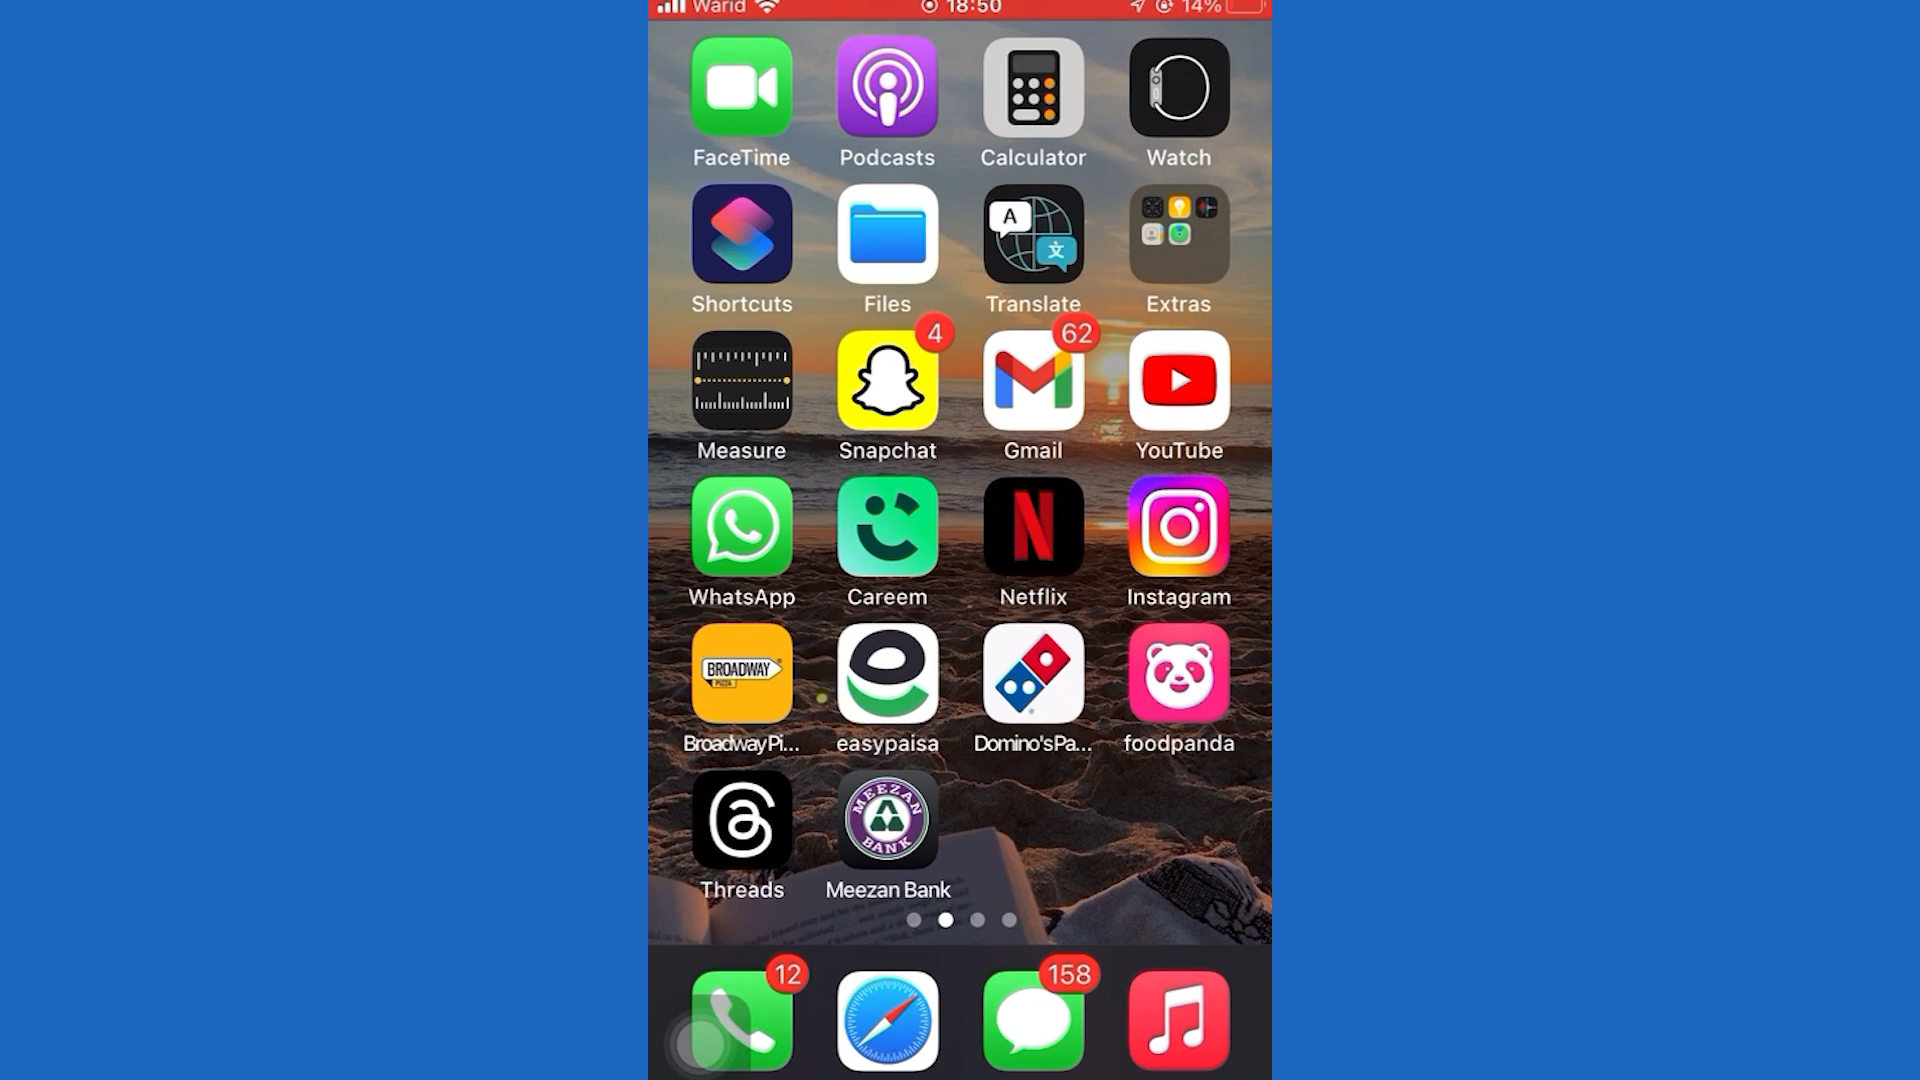 Warid 18:50 14%
FaceTime Podcasts Calculator Watch
A 文
Shortcuts Files Translate Extras
4 62
Measure Snapchat Gmail YouTube
N
WhatsApp Careem Netflix Instagram
BROADWAY
PIZZA
BroadwayPi... easypaisa Domino'sPa... foodpanda
MEEZAN
BANK
Threads Meezan Bank
12 158